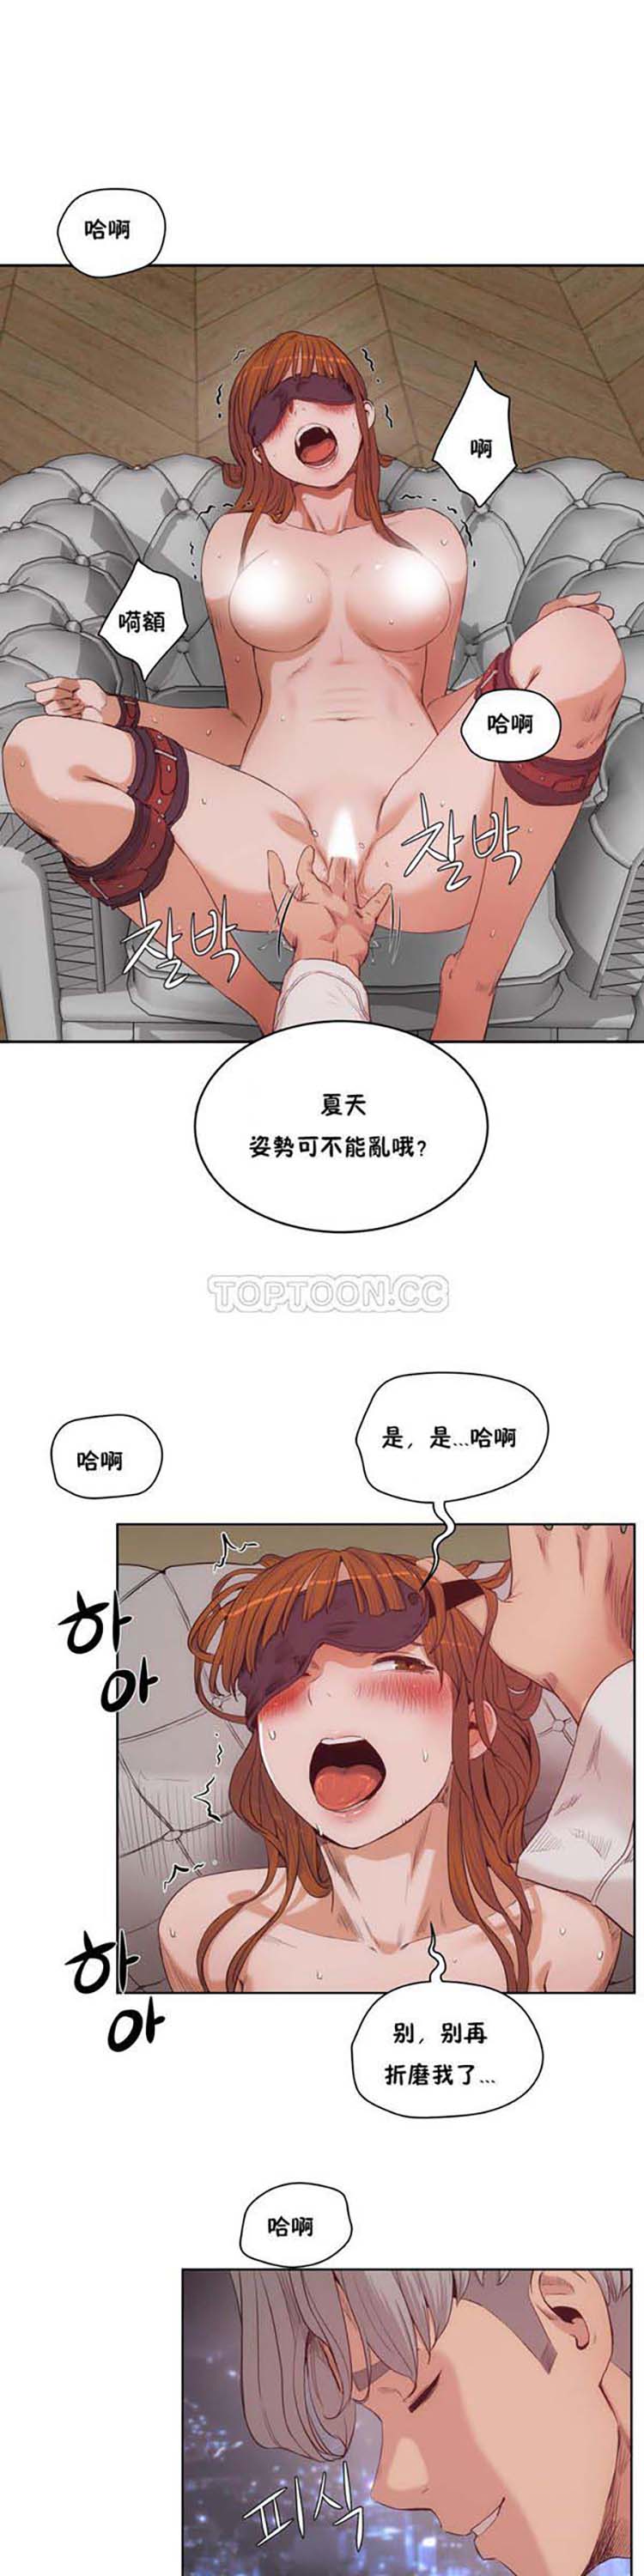 哈啊
啊
嗬額
哈啊
찰박
찰박
夏天
姿勢可不能亂哦?
TOPTOON.CC
是, 是...哈啊
哈啊
하
아
하
아
别, 别再
折磨我了...
哈啊
피식